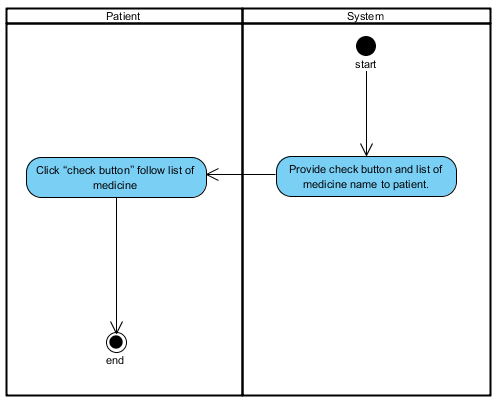 Patient
System
start
Click “check button” follow list of
medicine
Provide check button and list of
medicine name to patient.
end